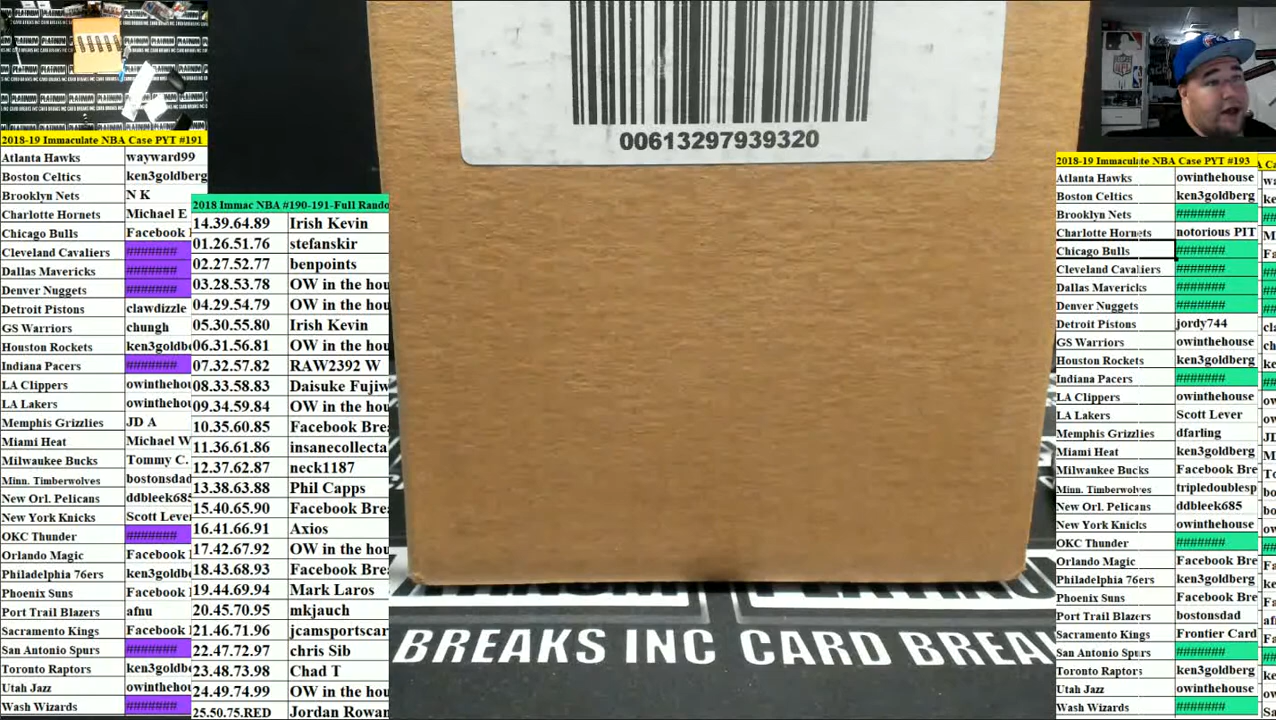 00613297939320
2018-19 Immaculate NBA Case PYT #191
Atlanta Hawks wayward99
Boston Celtics ken3goldberg
Brooklyn Nets N K
Charlotte Hornets Michael E
Chicago Bulls Facebook
Cleveland Cavaliers #######
Dallas Mavericks #######
Denver Nuggets #######
Detroit Pistons clawdizzle
GS Warriors chungh
Houston Rockets ken3goldb
Indiana Pacers #######
LA Clippers owinthehou
LA Lakers owinthehou
Memphis Grizzlies JD A
Miami Heat Michael W
Milwaukee Bucks Tommy C.
Minn. Timberwolves bostonsdad
New Orl. Pelicans ddbleek685
New York Knicks Scott Lever
OKC Thunder #######
Orlando Magic Facebook
Philadelphia 76ers ken3goldb
Phoenix Suns Facebook
Port Trail Blazers afnu
Sacramento Kings Facebook
San Antonio Spurs #######
Toronto Raptors ken3goldb
Utah Jazz owinthehou
Wash Wizards #######
2018 Immac NBA #190-191-Full Rando
14.39.64.89 Irish Kevin
01.26.51.76 stefanskir
02.27.52.77 benpoints
03.28.53.78 OW in the hou
04.29.54.79 OW in the hou
05.30.55.80 Irish Kevin
06.31.56.81 OW in the hou
07.32.57.82 RAW2392 W
08.33.58.83 Daisuke Fujiw
09.34.59.84 OW in the hou
10.35.60.85 Facebook Brea
11.36.61.86 insanecollecta
12.37.62.87 neck1187
13.38.63.88 Phil Capps
15.40.65.90 Facebook Brea
16.41.66.91 Axios
17.42.67.92 OW in the hou
18.43.68.93 Facebook Brea
19.44.69.94 Mark Laros
20.45.70.95 mkjauch
21.46.71.96 jcamsportscar
22.47.72.97 chris Sib
23.48.73.98 Chad T
24.49.74.99 OW in the hou
25.50.75.RED Jordan Rowan
BREAKS INC CARD BREA
2018-19 Immaculate NBA Case PYT #193
Atlanta Hawks owinthehouse
Boston Celtics ken3goldberg
Brooklyn Nets #######
Charlotte Hornets notorious PIT
Chicago Bulls #######
Cleveland Cavaliers #######
Dallas Mavericks #######
Denver Nuggets #######
Detroit Pistons jordy744
GS Warriors owinthehouse
Houston Rockets ken3goldberg
Indiana Pacers #######
LA Clippers owinthehouse
LA Lakers Scott Lever
Memphis Grizzlies dfarling
Miami Heat ken3goldberg
Milwaukee Bucks Facebook Bre
Minn. Timberwolves tripledoublesp
New Orl. Pelicans ddbleek685
New York Knicks owinthehouse
OKC Thunder #######
Orlando Magic Facebook Bre
Philadelphia 76ers ken3goldberg
Phoenix Suns Facebook Bre
Port Trail Blazers bostonsdad
Sacramento Kings Frontier Card
San Antonio Spurs #######
Toronto Raptors ken3goldberg
Utah Jazz owinthehouse
Wash Wizards #######